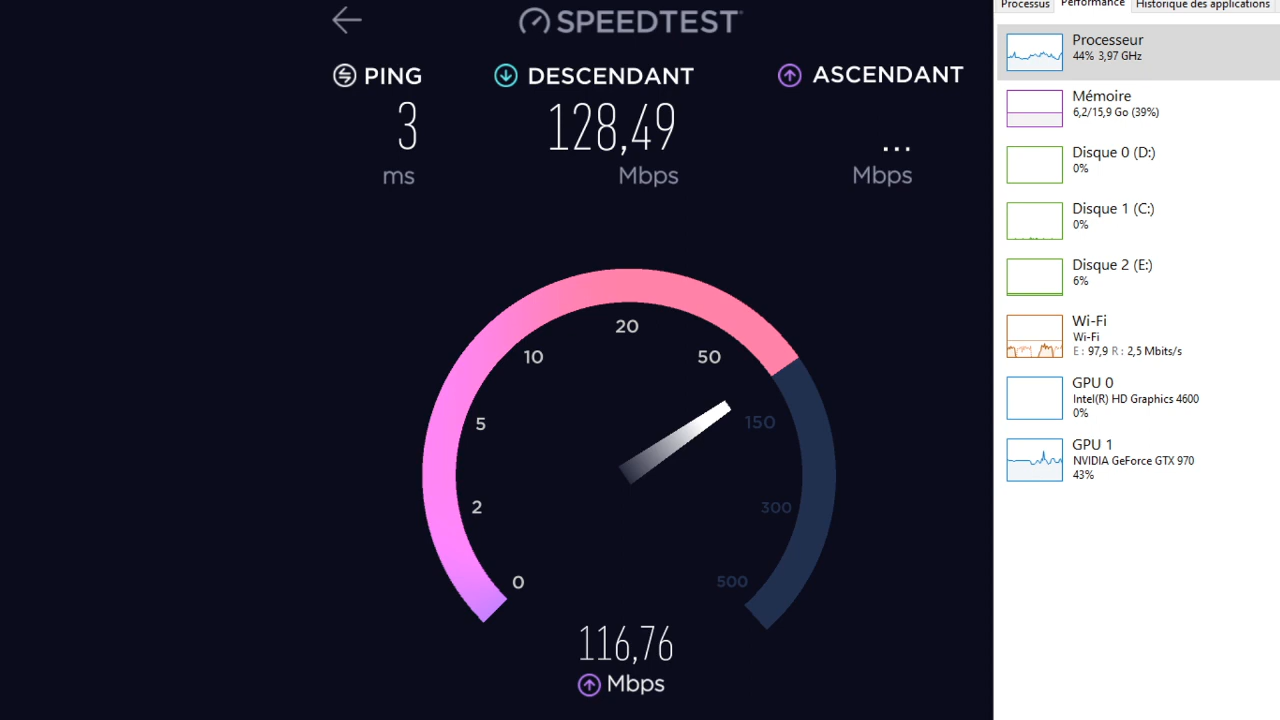 SPEEDTEST
PING
3
ms
DESCENDANT
128,49
Mbps
ASCENDANT
...
Mbps
0
2
5
10
20
50
150
300
500
116,76
Mbps
Processus Performance Historique des applications
Processeur
44% 3,97 GHz
Mémoire
6,2/15,9 Go (39%)
Disque 0 (D:)
0%
Disque 1 (C:)
0%
Disque 2 (E:)
6%
Wi-Fi
Wi-Fi
E : 97,9 R : 2,5 Mbits/s
GPU 0
Intel(R) HD Graphics 4600
0%
GPU 1
NVIDIA GeForce GTX 970
43%